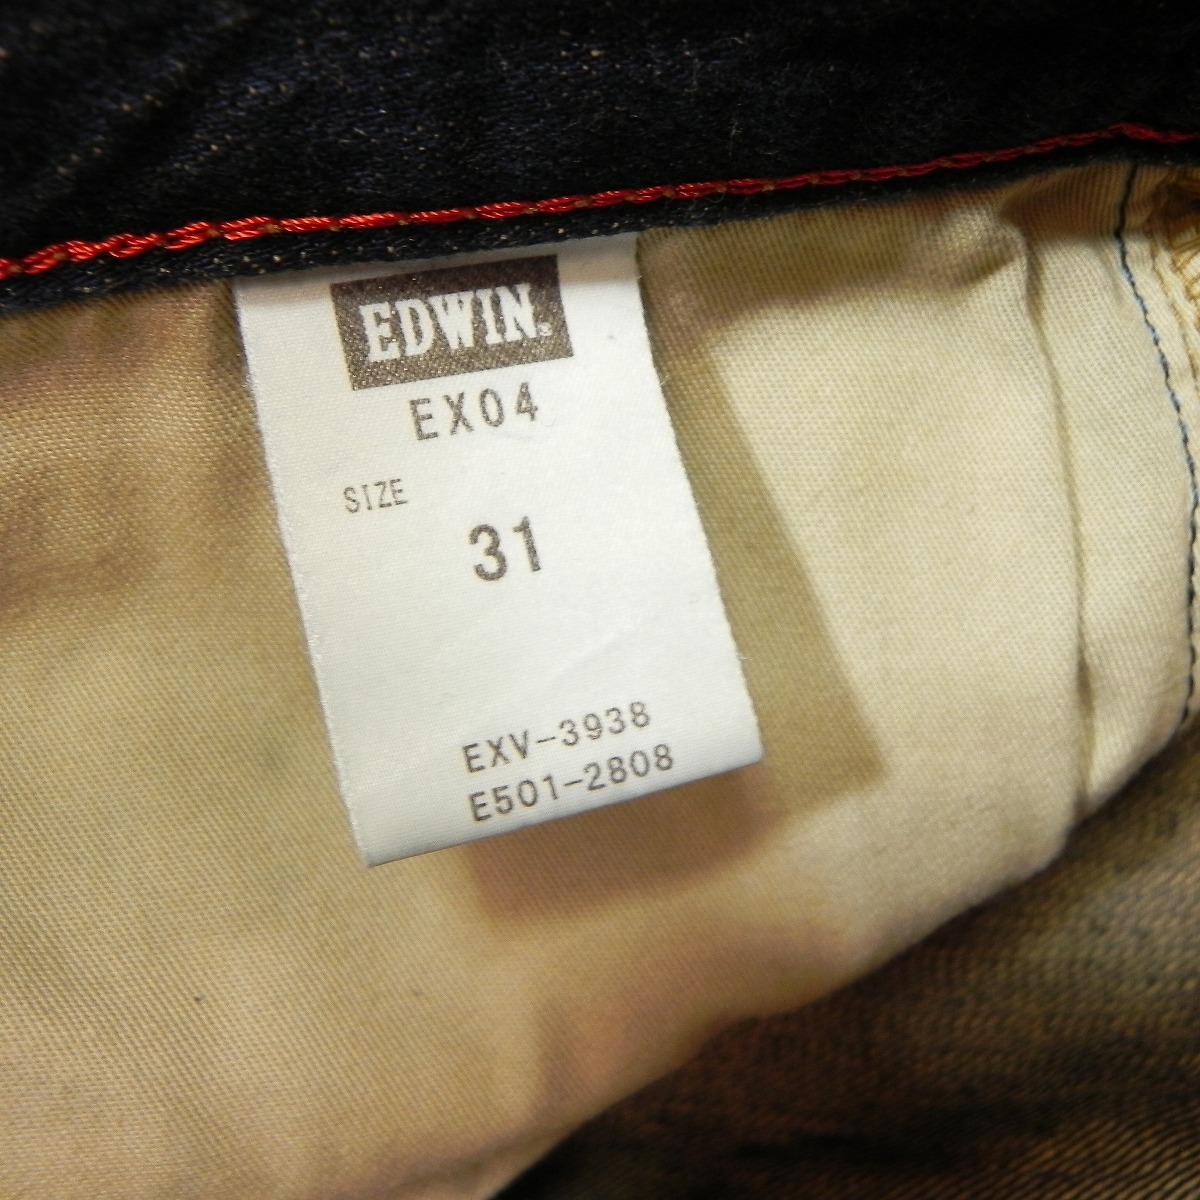 EDWIN.
EX04
SIZE
31
EXV-3938
E501-2808